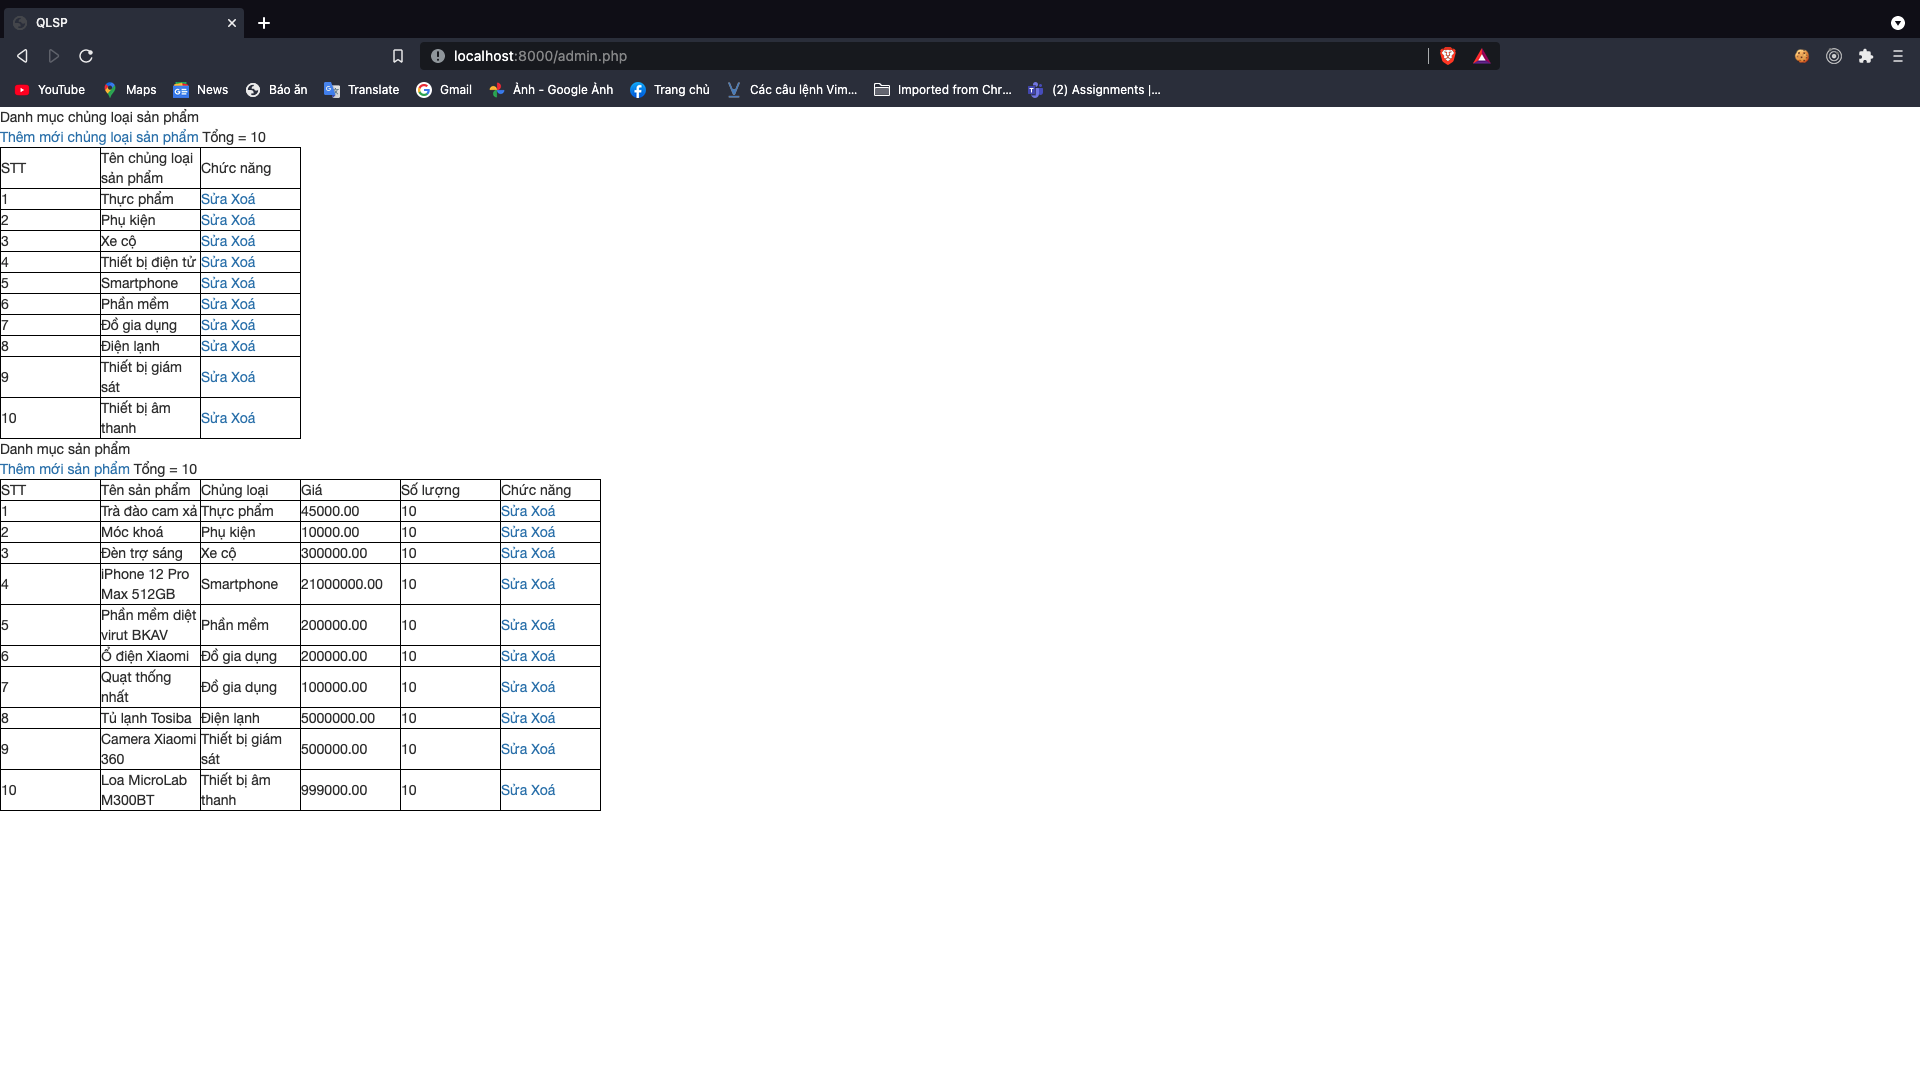 QLSP
localhost:8000/admin.php
YouTube Maps News Báo ăn Translate Gmail Ảnh - Google Ảnh Trang chủ Các câu lệnh Vim... Imported from Chr... (2) Assignments |...
Danh mục chủng loại sản phẩm
Thêm mới chủng loại sản phẩm Tổng = 10
STT Tên chủng loại sản phẩm Chức năng
1 Thực phẩm Sửa Xoá
2 Phụ kiện Sửa Xoá
3 Xe cộ Sửa Xoá
4 Thiết bị điện tử Sửa Xoá
5 Smartphone Sửa Xoá
6 Phần mềm Sửa Xoá
7 Đồ gia dụng Sửa Xoá
8 Điện lạnh Sửa Xoá
9 Thiết bị giám sát Sửa Xoá
10 Thiết bị âm thanh Sửa Xoá
Danh mục sản phẩm
Thêm mới sản phẩm Tổng = 10
STT Tên sản phẩm Chủng loại Giá Số lượng Chức năng
1 Trà đào cam xả Thực phẩm 45000.00 10 Sửa Xoá
2 Móc khoá Phụ kiện 10000.00 10 Sửa Xoá
3 Đèn trợ sáng Xe cộ 300000.00 10 Sửa Xoá
4 iPhone 12 Pro Max 512GB Smartphone 21000000.00 10 Sửa Xoá
5 Phần mềm diệt virut BKAV Phần mềm 200000.00 10 Sửa Xoá
6 Ổ điện Xiaomi Đồ gia dụng 200000.00 10 Sửa Xoá
7 Quạt thống nhất Đồ gia dụng 100000.00 10 Sửa Xoá
8 Tủ lạnh Tosiba Điện lạnh 5000000.00 10 Sửa Xoá
9 Camera Xiaomi 360 Thiết bị giám sát 500000.00 10 Sửa Xoá
10 Loa MicroLab M300BT Thiết bị âm thanh 999000.00 10 Sửa Xoá